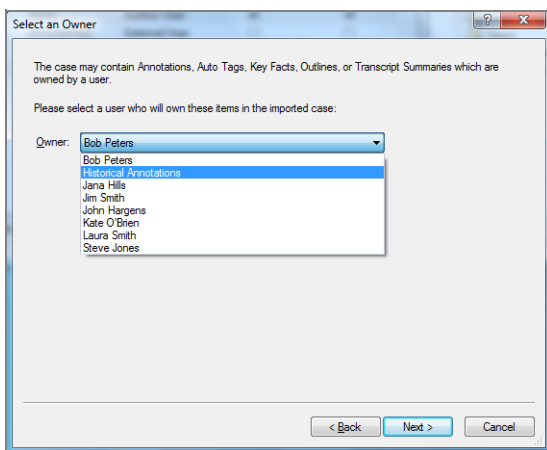 Select an Owner
The case may contain Annotations, Auto Tags, Key Facts, Outlines, or Transcript Summaries which are
owned by a user.
Please select a user who will own these items in the imported case:
Owner: Bob Peters
Bob Peters
Historical Annotations
Jana Hills
Jim Smith
John Hargens
Kate O'Brien
Laura Smith
Steve Jones
< Back Next > Cancel